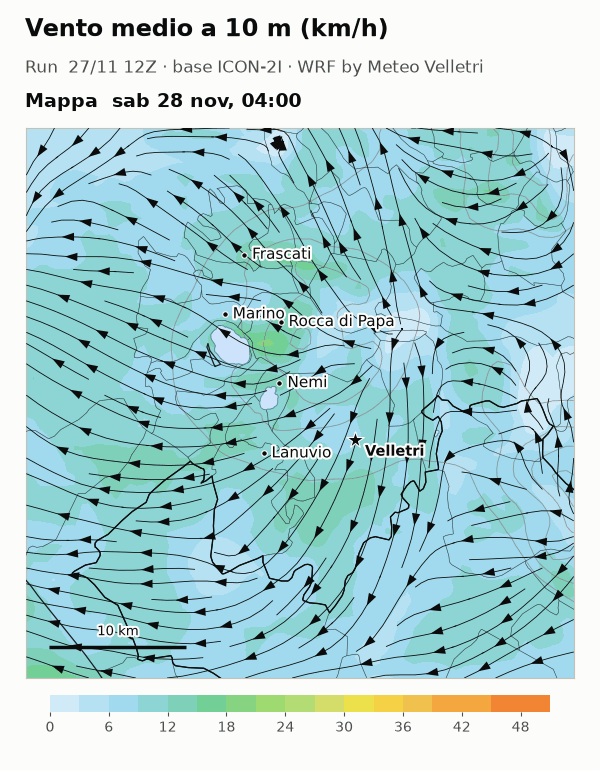 Vento medio a 10 m (km/h)
Run  27/11 12Z · base ICON-2I · WRF by Meteo Velletri
Mappa  sab 28 nov, 04:00
Frascati
Marino
Rocca di Papa
Nemi
Velletri
Lanuvio
10 km
0 6 12 18 24 30 36 42 48